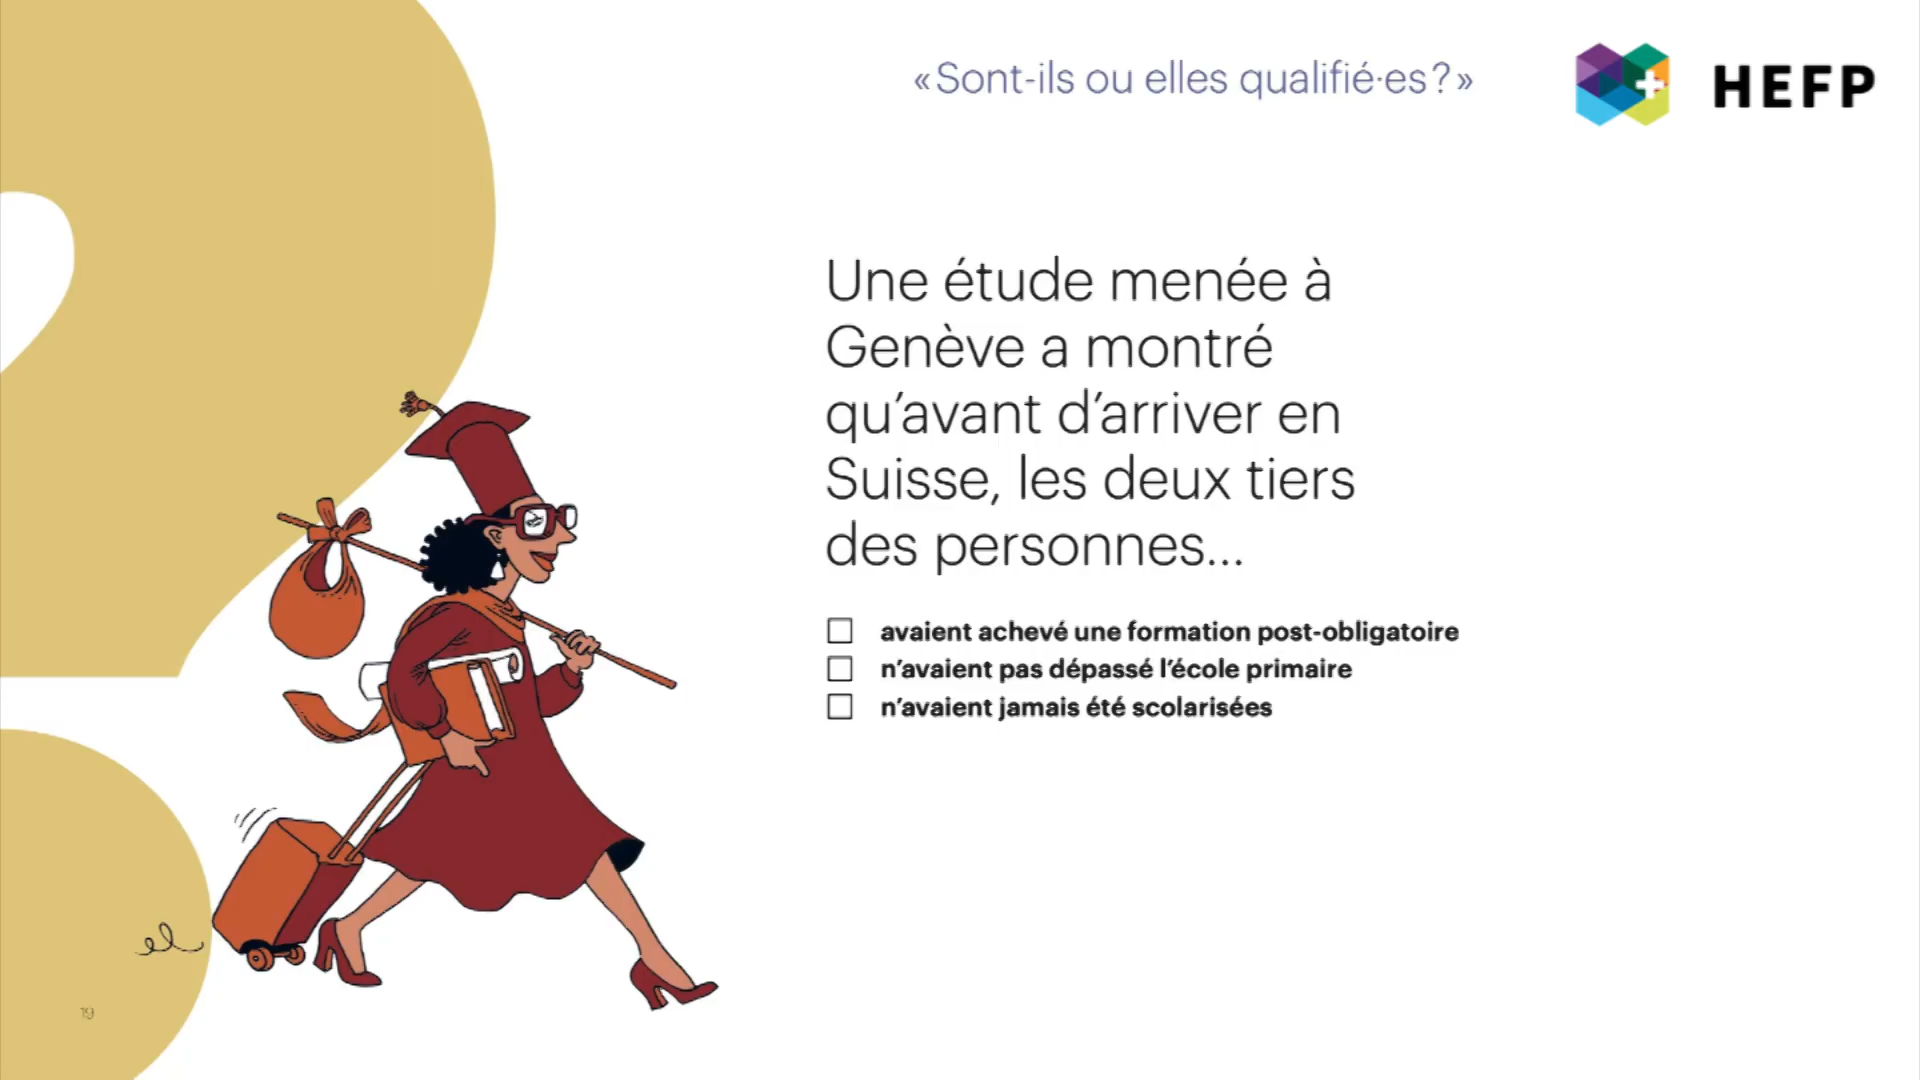 «Sont-ils ou elles qualifié·es?»
HEFP
Une étude menée à
Genève a montré
qu’avant d’arriver en
Suisse, les deux tiers
des personnes...
avaient achevé une formation post-obligatoire
n’avaient pas dépassé l’école primaire
n’avaient jamais été scolarisées
el
19